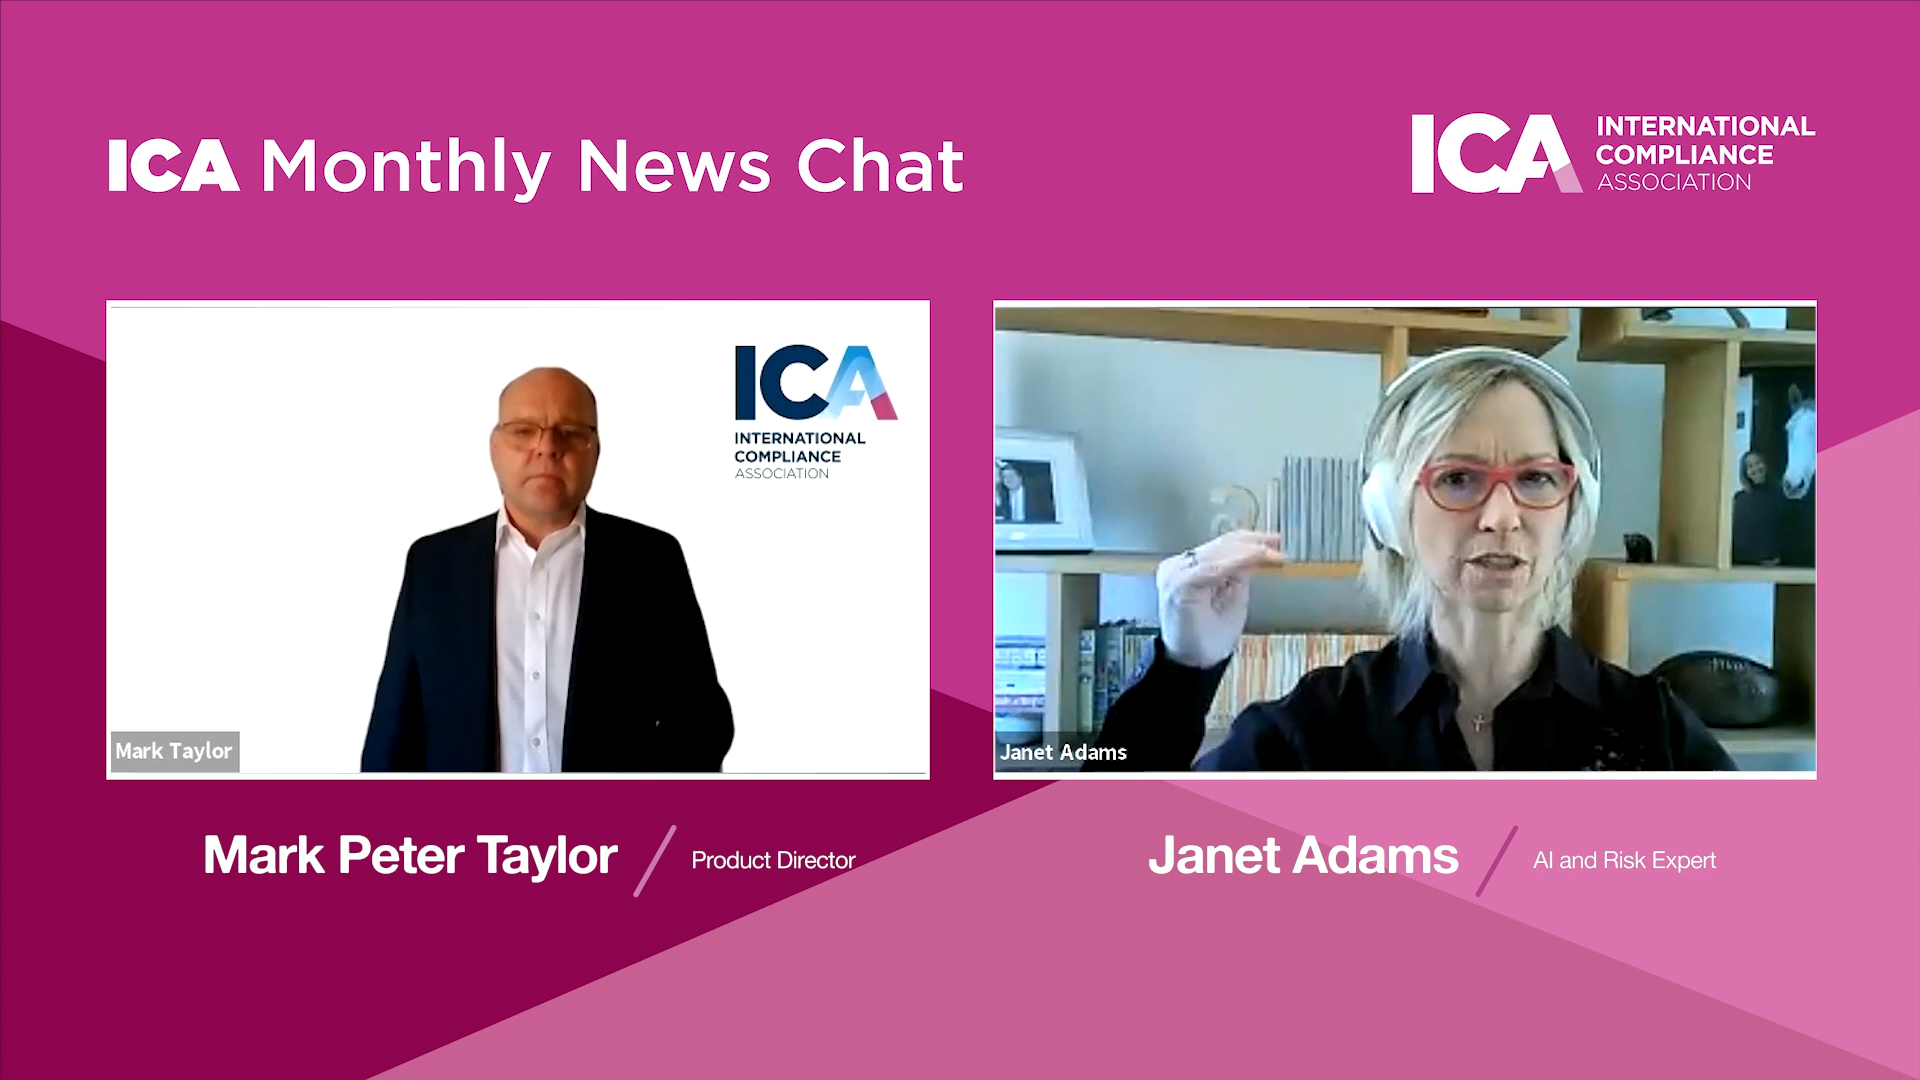 ICA Monthly News Chat
ICA
INTERNATIONAL
COMPLIANCE
ASSOCIATION
ICA
INTERNATIONAL
COMPLIANCE
ASSOCIATION
Mark Taylor
Janet Adams
Mark Peter Taylor / Product Director
Janet Adams / AI and Risk Expert